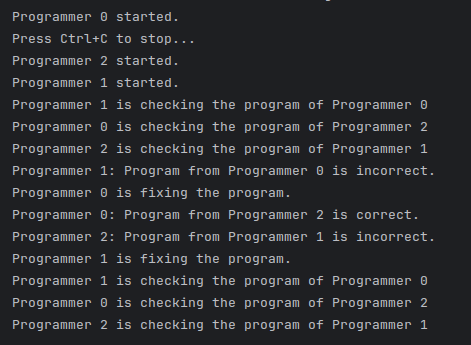 Programmer 0 started.
Press Ctrl+C to stop...
Programmer 2 started.
Programmer 1 started.
Programmer 1 is checking the program of Programmer 0
Programmer 0 is checking the program of Programmer 2
Programmer 2 is checking the program of Programmer 1
Programmer 1: Program from Programmer 0 is incorrect.
Programmer 0 is fixing the program.
Programmer 0: Program from Programmer 2 is correct.
Programmer 2: Program from Programmer 1 is incorrect.
Programmer 1 is fixing the program.
Programmer 1 is checking the program of Programmer 0
Programmer 0 is checking the program of Programmer 2
Programmer 2 is checking the program of Programmer 1